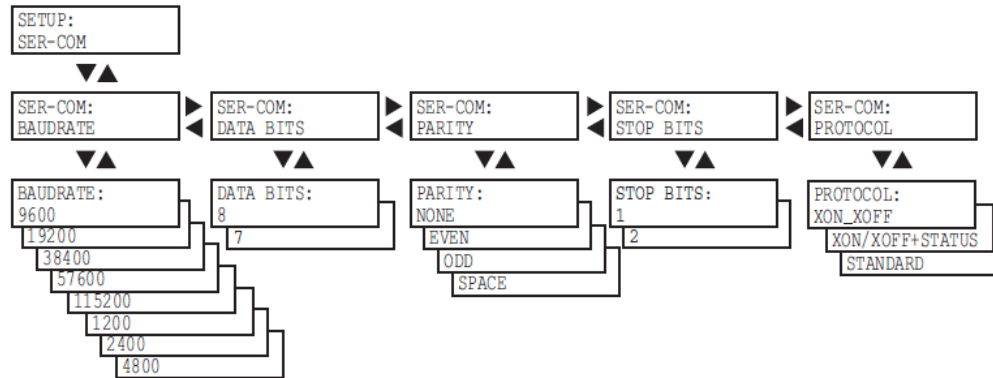 SETUP:
SER-COM
SER-COM:
BAUDRATE
SER-COM:
DATA BITS
SER-COM:
PARITY
SER-COM:
STOP BITS
SER-COM:
PROTOCOL
BAUDRATE:
9600
19200
38400
57600
115200
1200
2400
4800
DATA BITS:
8
7
PARITY:
NONE
EVEN
ODD
SPACE
STOP BITS:
1
2
PROTOCOL:
XON_XOFF
XON/XOFF+STATUS
STANDARD